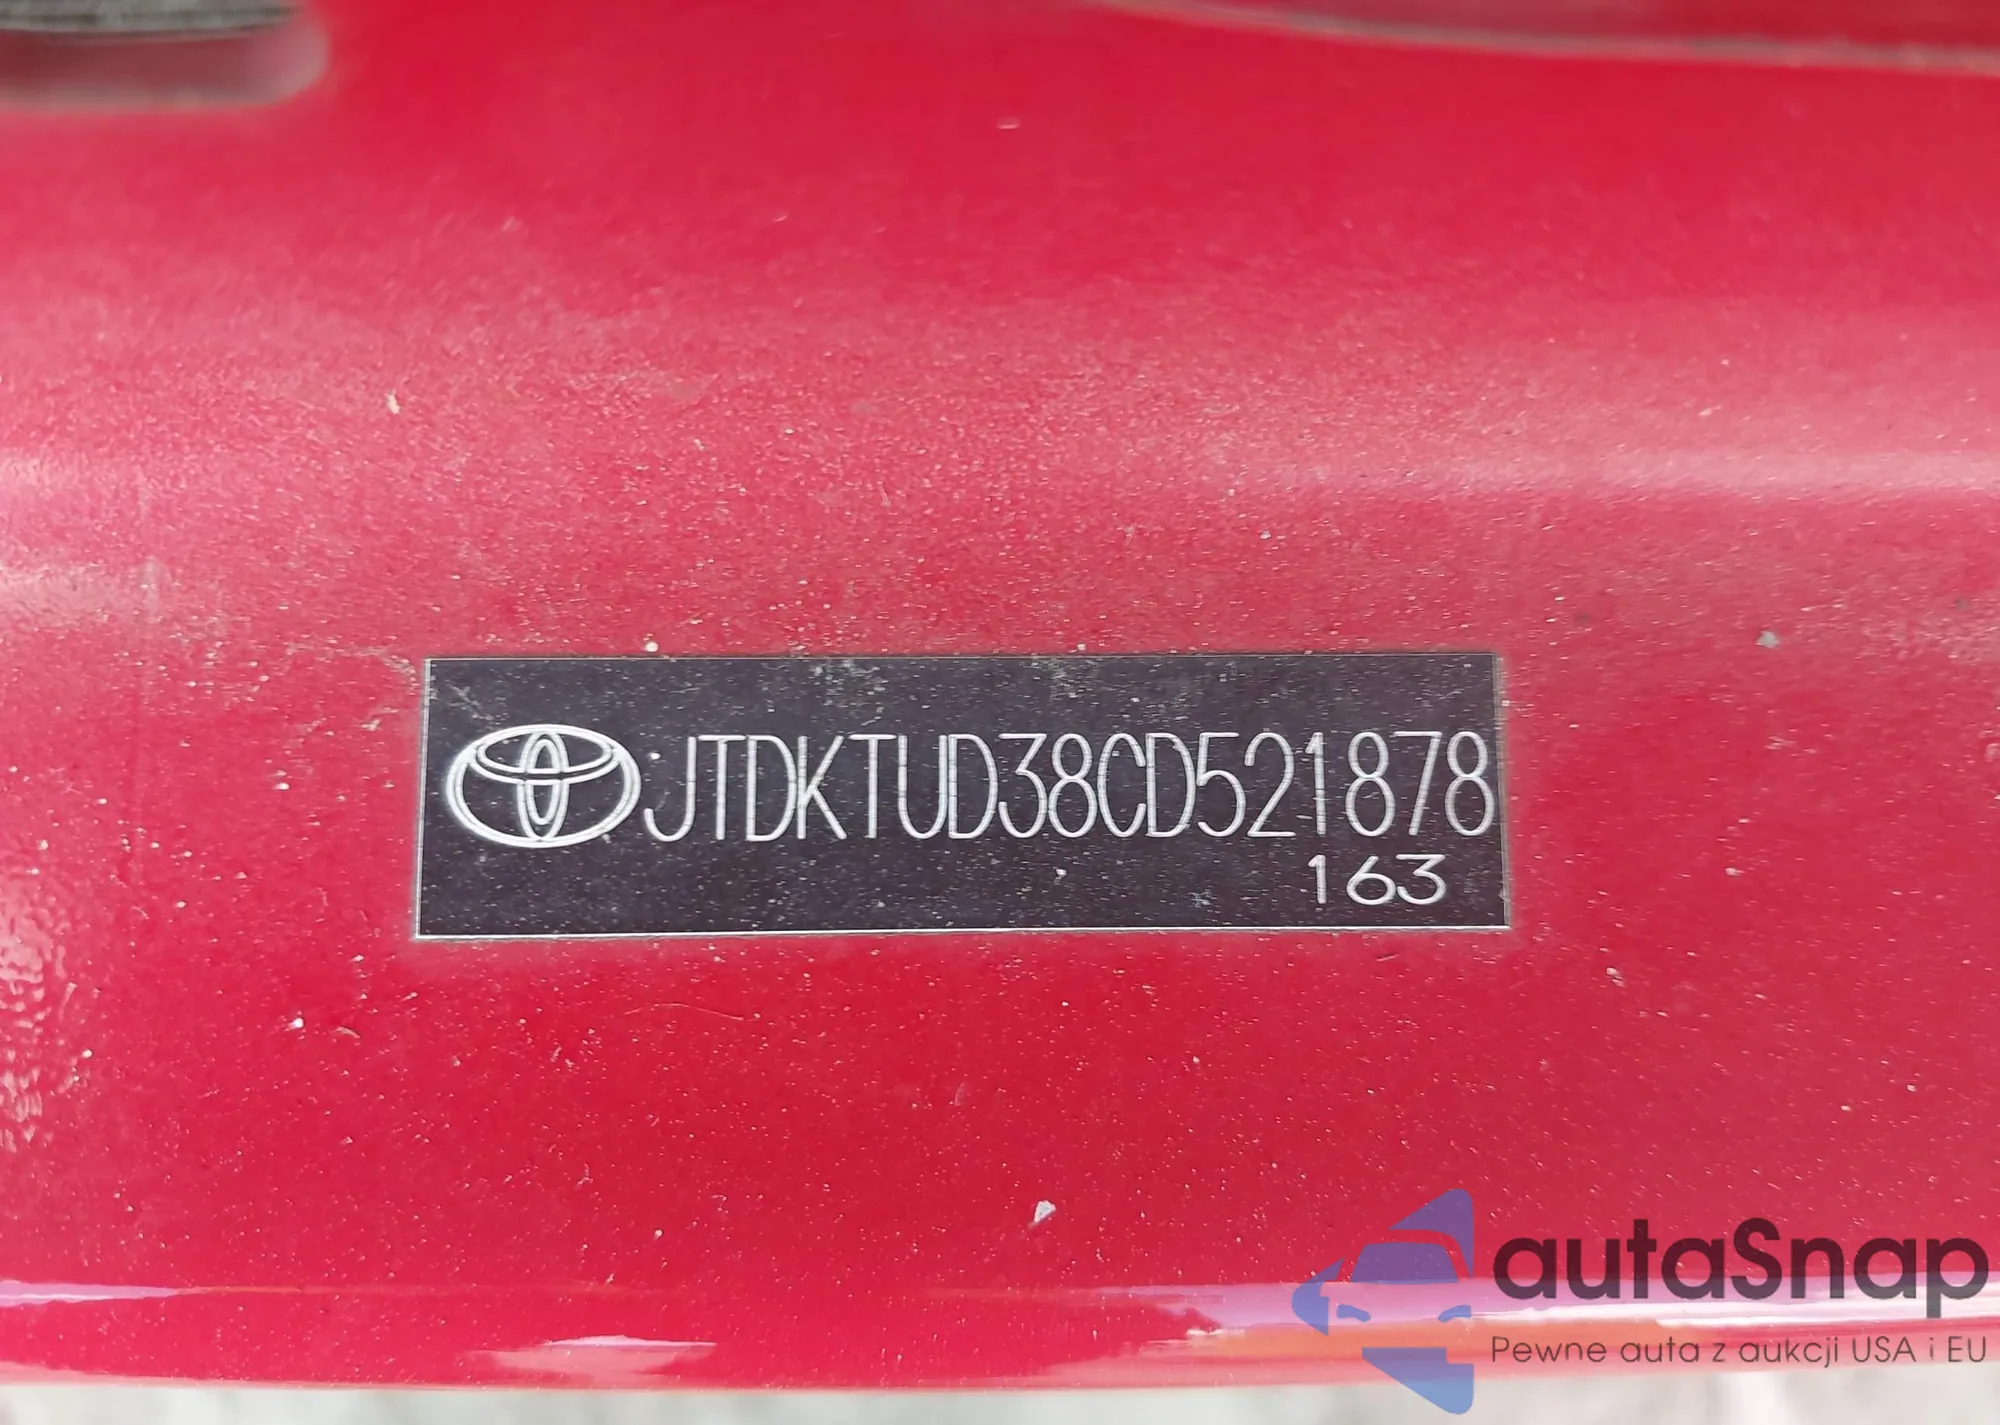 JTDKTUD38CD521878
163
autaSnap
Pewne auta z aukcji USA i EU